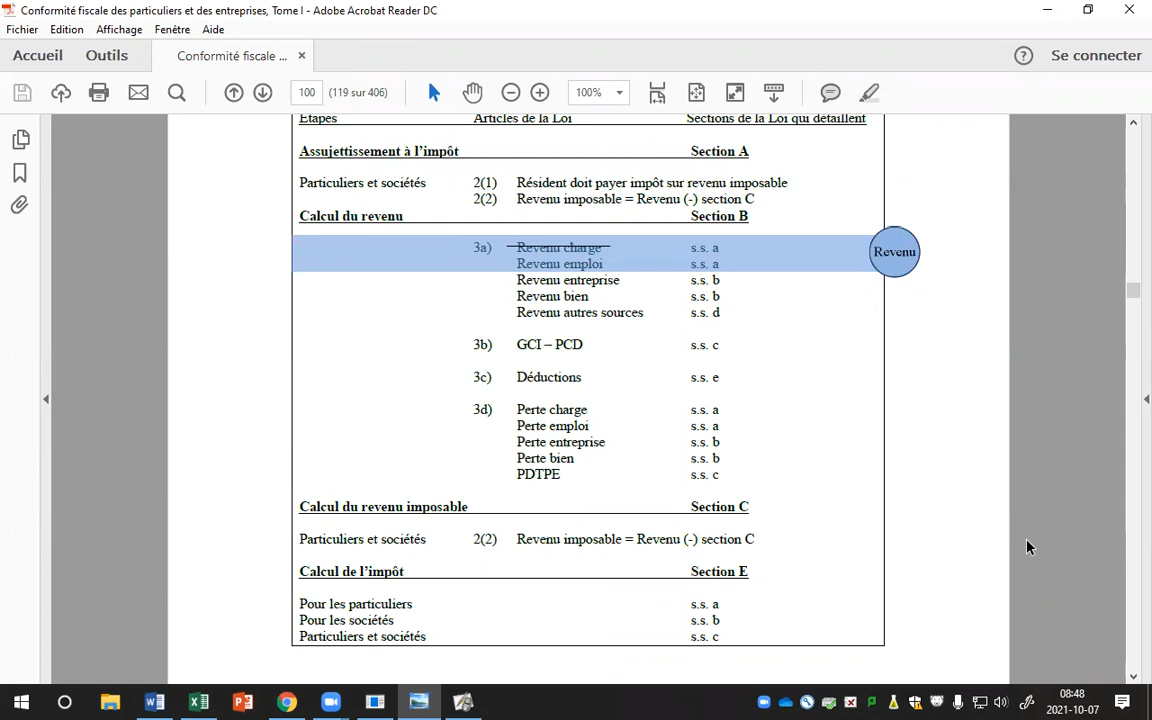 Conformité fiscale des particuliers et des entreprises, Tome I - Adobe Acrobat Reader DC
Fichier Edition Affichage Fenêtre Aide
Accueil Outils Conformité fiscale ... × ? Se connecter
100 (119 sur 406) 100%
Etapes Articles de la Loi Sections de la Loi qui détaillent
Assujettissement à l'impôt Section A
Particuliers et sociétés 2(1) Résident doit payer impôt sur revenu imposable
2(2) Revenu imposable = Revenu (-) section C
Calcul du revenu Section B
3a) Revenu charge s.s. a
Revenu
Revenu emploi s.s. a
Revenu entreprise s.s. b
Revenu bien s.s. b
Revenu autres sources s.s. d
3b) GCI – PCD s.s. c
3c) Déductions s.s. e
3d) Perte charge s.s. a
Perte emploi s.s. a
Perte entreprise s.s. b
Perte bien s.s. b
PDTPE s.s. c
Calcul du revenu imposable Section C
Particuliers et sociétés 2(2) Revenu imposable = Revenu (-) section C
Calcul de l'impôt Section E
Pour les particuliers s.s. a
Pour les sociétés s.s. b
Particuliers et sociétés s.s. c
08:48
2021-10-07